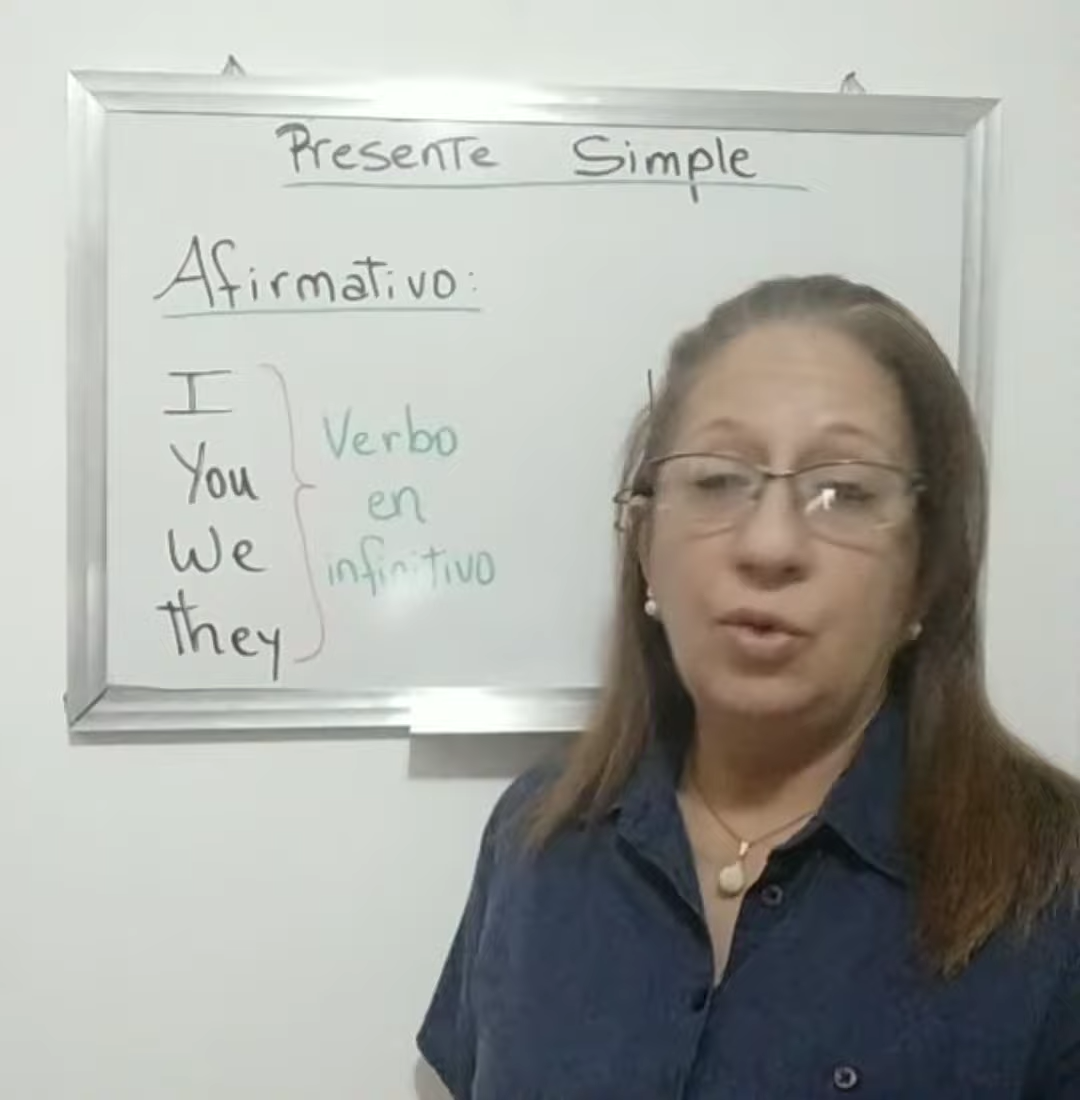 Presente Simple
Afirmativo:
I
You
We
they
Verbo
en
infinitivo